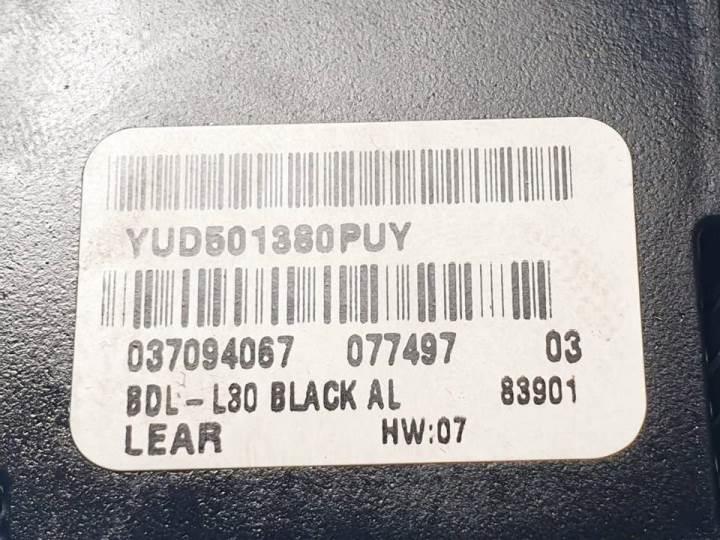 YUD501380PUY
037094067 077497 03
BDL-L30 BLACK AL 83901
LEAR HW:07